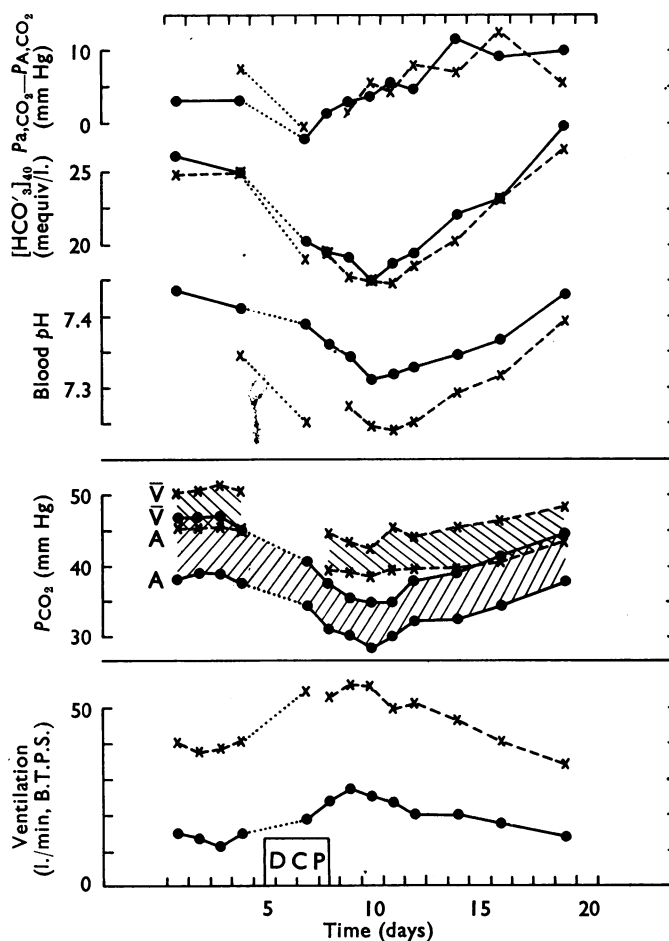 Pa,CO₂—PA,CO₂
(mm Hg)
10
5
0
[HCO′₃]₄₀
(mequiv/l.)
25
20
Blood pH
7.4
7.3
PCO₂ (mm Hg)
50
40
30
V̄
V̄
A
A
Ventilation
(l./min, B.T.P.S.)
50
0
DCP
5 10 15 20
Time (days)